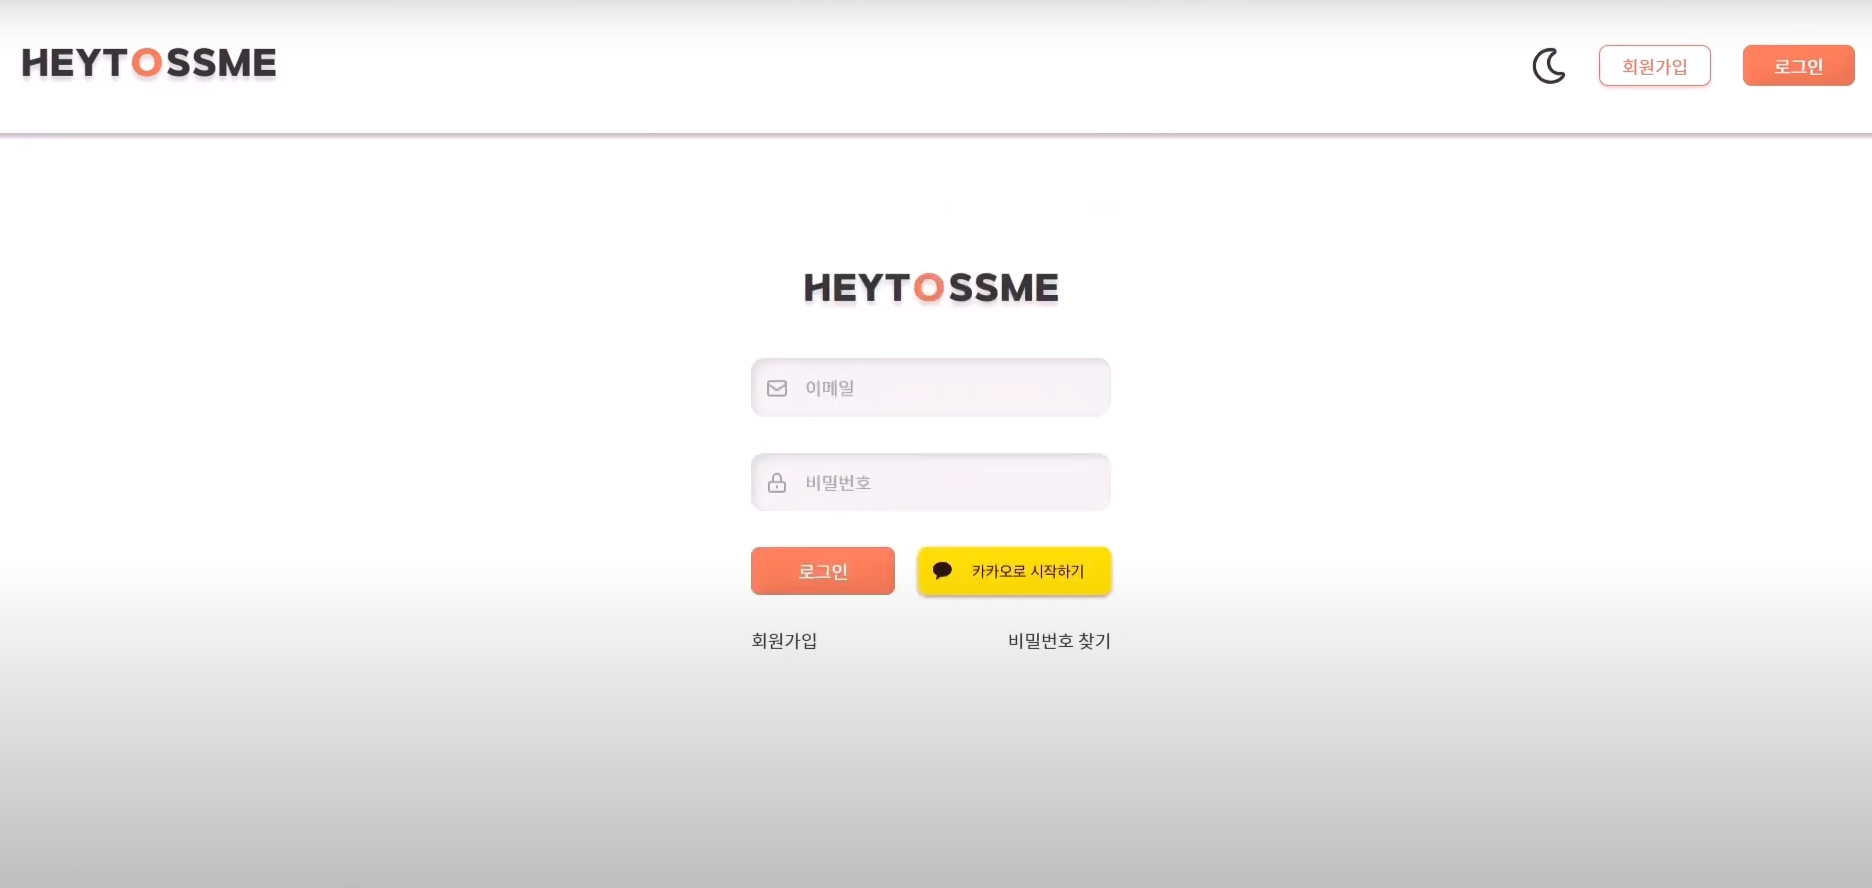 HEYTOSSME
회원가입
로그인
HEYTOSSME
이메일
비밀번호
로그인
카카오로 시작하기
회원가입
비밀번호 찾기